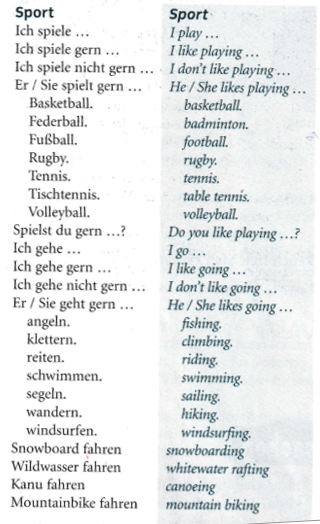 Sport
Ich spiele …
Ich spiele gern …
Ich spiele nicht gern …
Er / Sie spielt gern …
Basketball.
Federball.
Fußball.
Rugby.
Tennis.
Tischtennis.
Volleyball.
Spielst du gern …?
Ich gehe …
Ich gehe gern …
Ich gehe nicht gern …
Er / Sie geht gern …
angeln.
klettern.
reiten.
schwimmen.
segeln.
wandern.
windsurfen.
Snowboard fahren
Wildwasser fahren
Kanu fahren
Mountainbike fahren
Sport
I play …
I like playing …
I don't like playing …
He / She likes playing …
basketball.
badminton.
football.
rugby.
tennis.
table tennis.
volleyball.
Do you like playing …?
I go …
I like going …
I don't like going …
He / She likes going …
fishing.
climbing.
riding.
swimming.
sailing.
hiking.
windsurfing.
snowboarding
whitewater rafting
canoeing
mountain biking